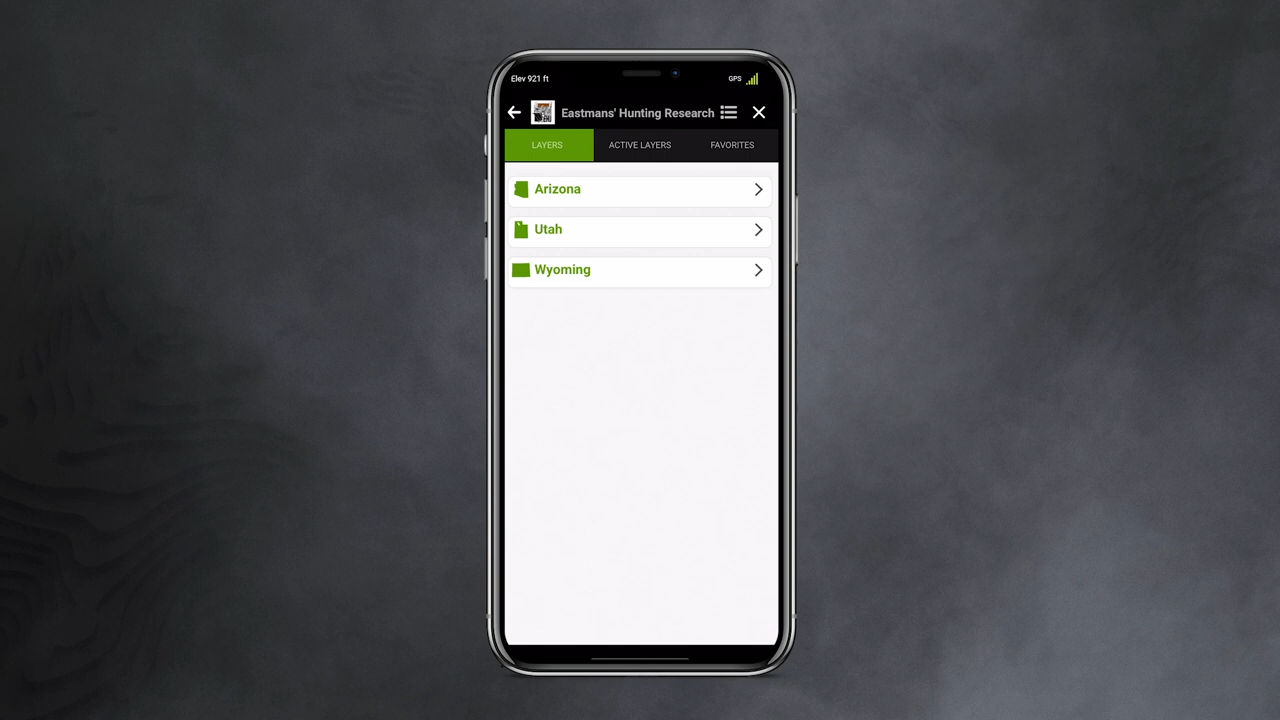 Elev 921 ft
GPS
Eastmans' Hunting Research
LAYERS
ACTIVE LAYERS
FAVORITES
Arizona
Utah
Wyoming